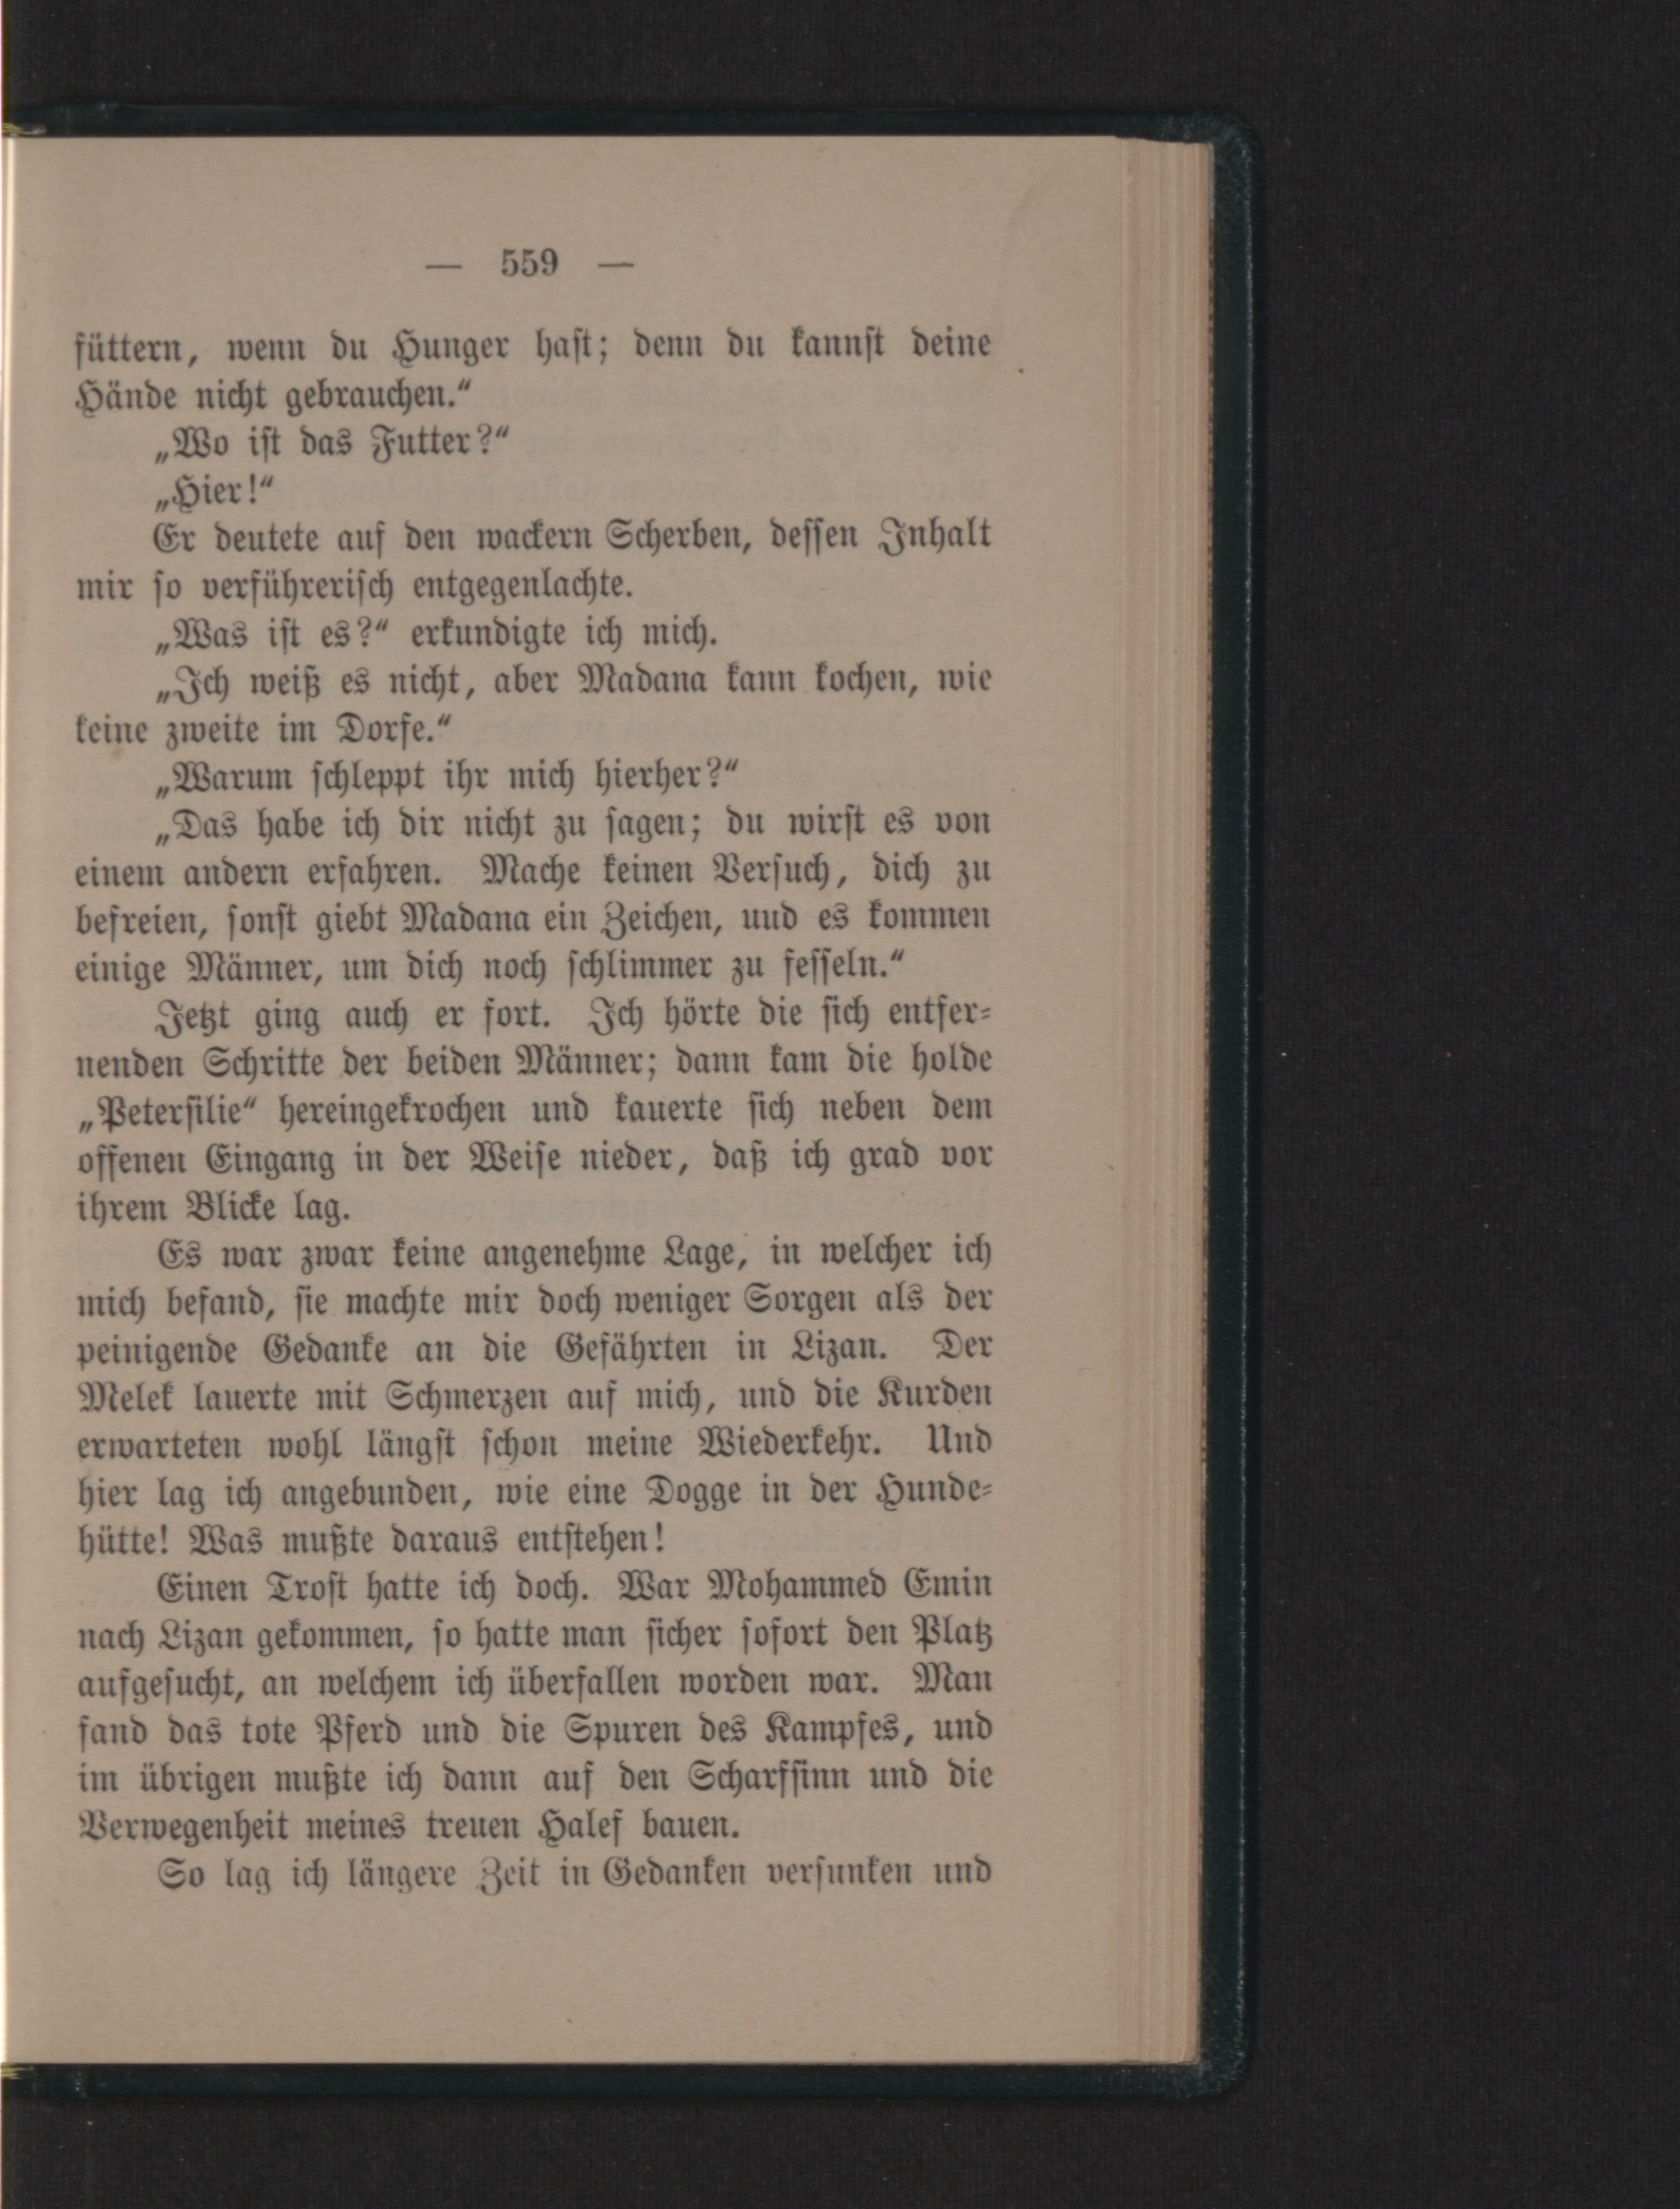 — 559 —
füttern, wenn du Hunger hast; denn du kannst deine
Hände nicht gebrauchen.“
„Wo ist das Futter?“
„Hier!“
Er deutete auf den wackern Scherben, dessen Inhalt
mir so verführerisch entgegenlachte.
„Was ist es?“ erkundigte ich mich.
„Ich weiß es nicht, aber Madana kann kochen, wie
keine zweite im Dorfe.“
„Warum schleppt ihr mich hierher?“
„Das habe ich dir nicht zu sagen; du wirst es von
einem andern erfahren. Mache keinen Versuch, dich zu
befreien, sonst giebt Madana ein Zeichen, und es kommen
einige Männer, um dich noch schlimmer zu fesseln.“
Jetzt ging auch er fort. Ich hörte die sich entfer-
nenden Schritte der beiden Männer; dann kam die holde
„Petersilie“ hereingekrochen und kauerte sich neben dem
offenen Eingang in der Weise nieder, daß ich grad vor
ihrem Blicke lag.
Es war zwar keine angenehme Lage, in welcher ich
mich befand, sie machte mir doch weniger Sorgen als der
peinigende Gedanke an die Gefährten in Lizan. Der
Melek lauerte mit Schmerzen auf mich, und die Kurden
erwarteten wohl längst schon meine Wiederkehr. Und
hier lag ich angebunden, wie eine Dogge in der Hunde-
hütte! Was mußte daraus entstehen!
Einen Trost hatte ich doch. War Mohammed Emin
nach Lizan gekommen, so hatte man sicher sofort den Platz
aufgesucht, an welchem ich überfallen worden war. Man
fand das tote Pferd und die Spuren des Kampfes, und
im übrigen mußte ich dann auf den Scharfsinn und die
Verwegenheit meines treuen Halef bauen.
So lag ich längere Zeit in Gedanken versunken und